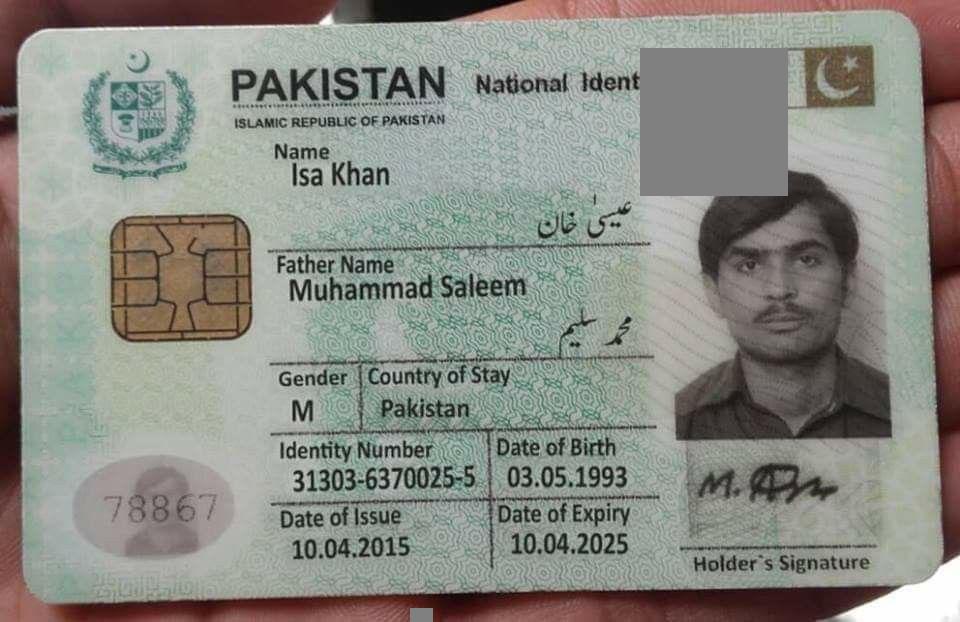 PAKISTAN National Ident
ISLAMIC REPUBLIC OF PAKISTAN
Name
Isa Khan
عیسیٰ خان
Father Name
Muhammad Saleem
محمد سلیم
Gender Country of Stay
M Pakistan
Identity Number Date of Birth
31303-6370025-5 03.05.1993
Date of Issue Date of Expiry
10.04.2015 10.04.2025
78867
Holder`s Signature